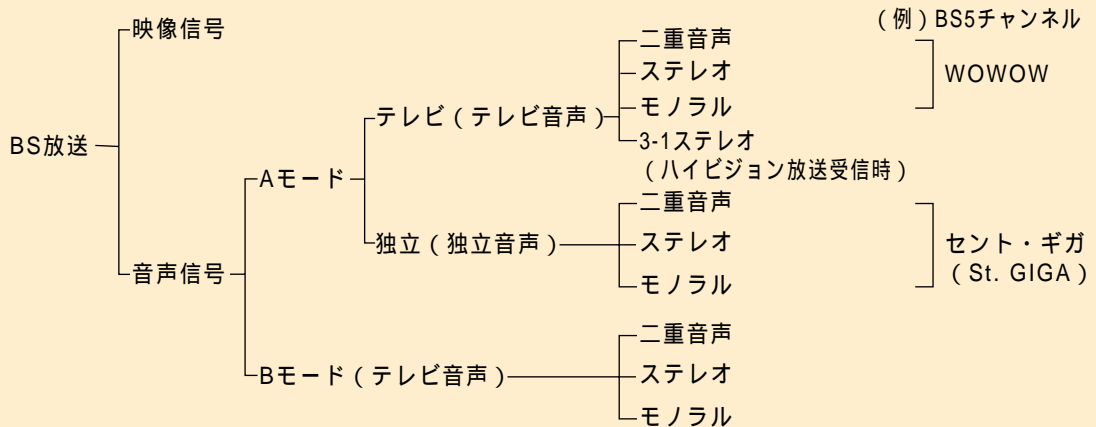 (例)BS5チャンネル
映像信号
二重音声
ステレオ
WOWOW
モノラル
テレビ(テレビ音声)
3-1ステレオ
(ハイビジョン放送受信時)
BS放送
Aモード
二重音声
独立(独立音声)
ステレオ
セント・ギガ
(St. GIGA)
音声信号
モノラル
二重音声
Bモード(テレビ音声)
ステレオ
モノラル